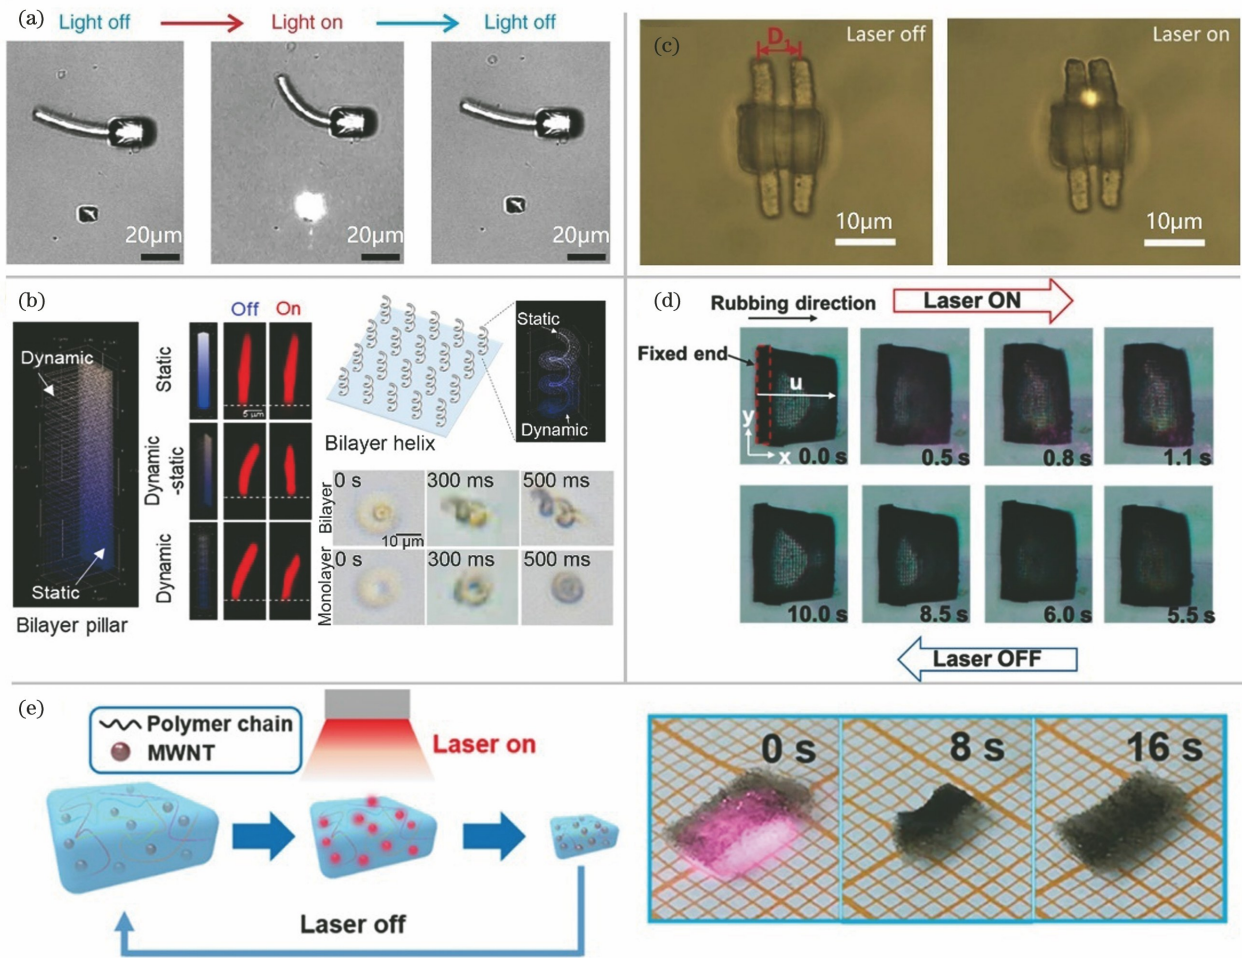 (a)
Light off
Light on
Light off
20μm
20μm
20μm
(c)
D₁
Laser off
Laser on
10μm
10μm
(b)
Dynamic
Static
Bilayer pillar
Off
On
Static
5 μm
Dynamic
-static
Dynamic
Bilayer helix
Static
Dynamic
Bilayer
0 s
300 ms
500 ms
10 μm
Monolayer
0 s
300 ms
500 ms
(d)
Rubbing direction
Laser ON
Fixed end
u
y
x
0.0 s
0.5 s
0.8 s
1.1 s
10.0 s
8.5 s
6.0 s
5.5 s
Laser OFF
(e)
Polymer chain
MWNT
Laser on
Laser off
0 s
8 s
16 s